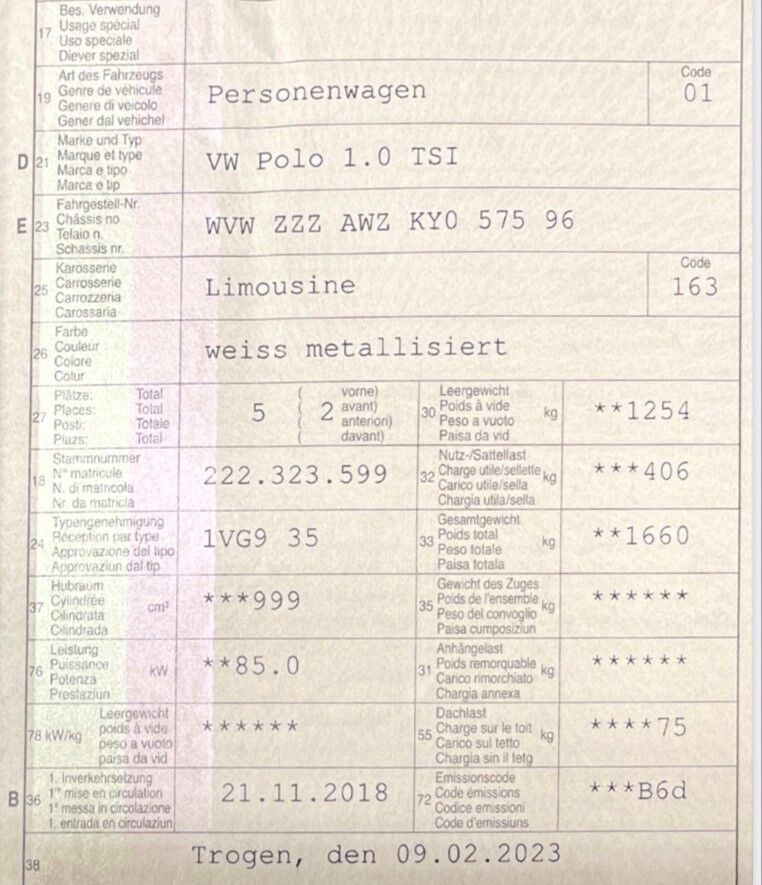 Bes. Verwendung
17 Usage spécial
Uso speciale
Diever spezial
Art des Fahrzeugs
19 Genre de véhicule
Genere di veicolo
Gener dal vehichel
Personenwagen
Code
01
Marke und Typ
D 21 Marque et type
Marca e tipo
Marca e tip
VW Polo 1.0 TSI
Fahrgestell-Nr.
E 23 Châssis no
Telaio n.
Schassis nr.
WVW ZZZ AWZ KY0 575 96
Karosserie
25 Carrosserie
Carrozzeria
Carossaria
Limousine
Code
163
Farbe
26 Couleur
Colore
Colur
weiss metallisiert
Plätze: Total
27 Places: Total
Posti: Totale
Plazs: Total
5 ( 2 vorne)
( avant)
( anteriori)
( davant)
Leergewicht
30 Poids à vide kg
Peso a vuoto
Paisa da vid
**1254
Stammnummer
18 N° matricule
N. di matricola
Nr. da matricla
222.323.599
Nutz-/Sattellast
32 Charge utile/sellette kg
Carico utile/sella
Chargia utila/sella
***406
Typengenehmigung
24 Réception par type
Approvazione del tipo
Approvaziun dal tip
1VG9 35
Gesamtgewicht
33 Poids total kg
Peso totale
Paisa totala
**1660
Hubraum
37 Cylindrée cm³
Cilindrata
Cilindrada
***999
Gewicht des Zuges
35 Poids de l'ensemble kg
Peso del convoglio
Paisa cumposiziun
******
Leistung
76 Puissance kW
Potenza
Prestaziun
**85.0
Anhängelast
31 Poids remorquable kg
Carico rimorchiato
Chargia annexa
******
Leergewicht
78 kW/kg poids à vide
peso a vuoto
paisa da vid
******
Dachlast
55 Charge sur le toit kg
Carico sul tetto
Chargia sin il tetg
****75
1. Inverkehrsetzung
B 36 1re mise en circulation
1a messa in circolazione
1. entrada en circulaziun
21.11.2018
Emissionscode
72 Code émissions
Codice emissioni
Code d'emissiuns
***B6d
38 Trogen, den 09.02.2023